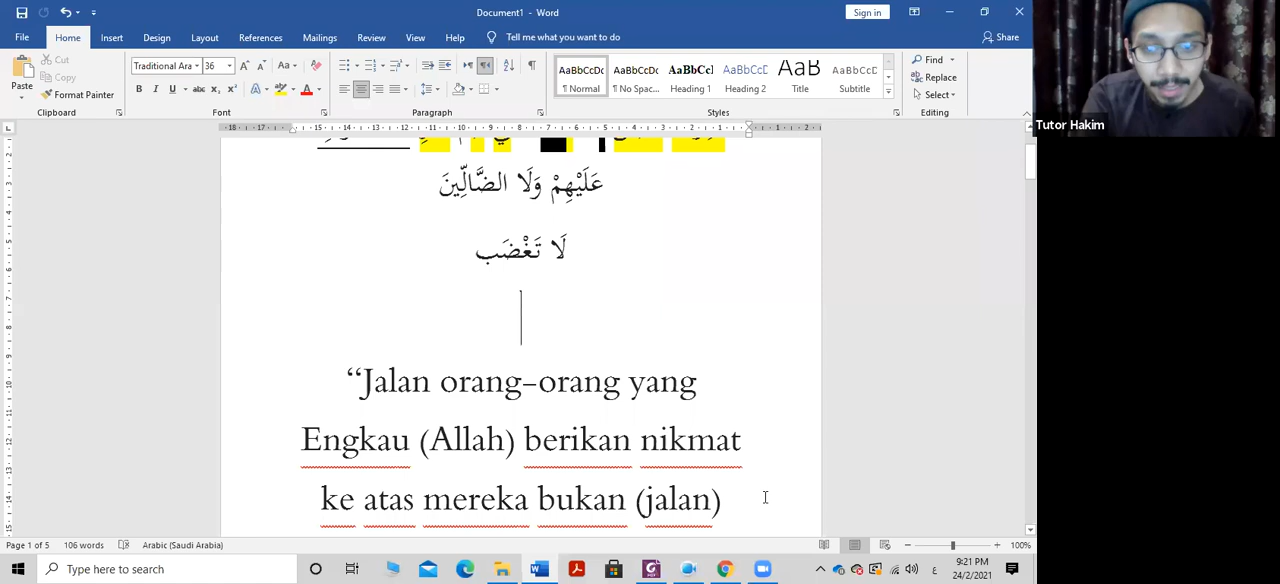 Document1 - Word
Sign in
File
Home
Insert
Design
Layout
References
Mailings
Review
View
Help
Tell me what you want to do
Share
Paste
Cut
Copy
Format Painter
Clipboard
Traditional Ara
36
Font
Paragraph
AaBbCcDc
¶ Normal
AaBbCcDc
¶ No Spac...
AaBbCcl
Heading 1
AaBbCcD
Heading 2
AaB
Title
AaBbCcD
Subtitle
Styles
Find
Replace
Select
Editing
Tutor Hakim
عَلَيْهِمْ وَلَا الضَّالِّينَ
لَا تَغْضَب
“Jalan orang-orang yang
Engkau (Allah) berikan nikmat
ke atas mereka bukan (jalan)
Page 1 of 5
106 words
Arabic (Saudi Arabia)
100%
Type here to search
9:21 PM
24/2/2021